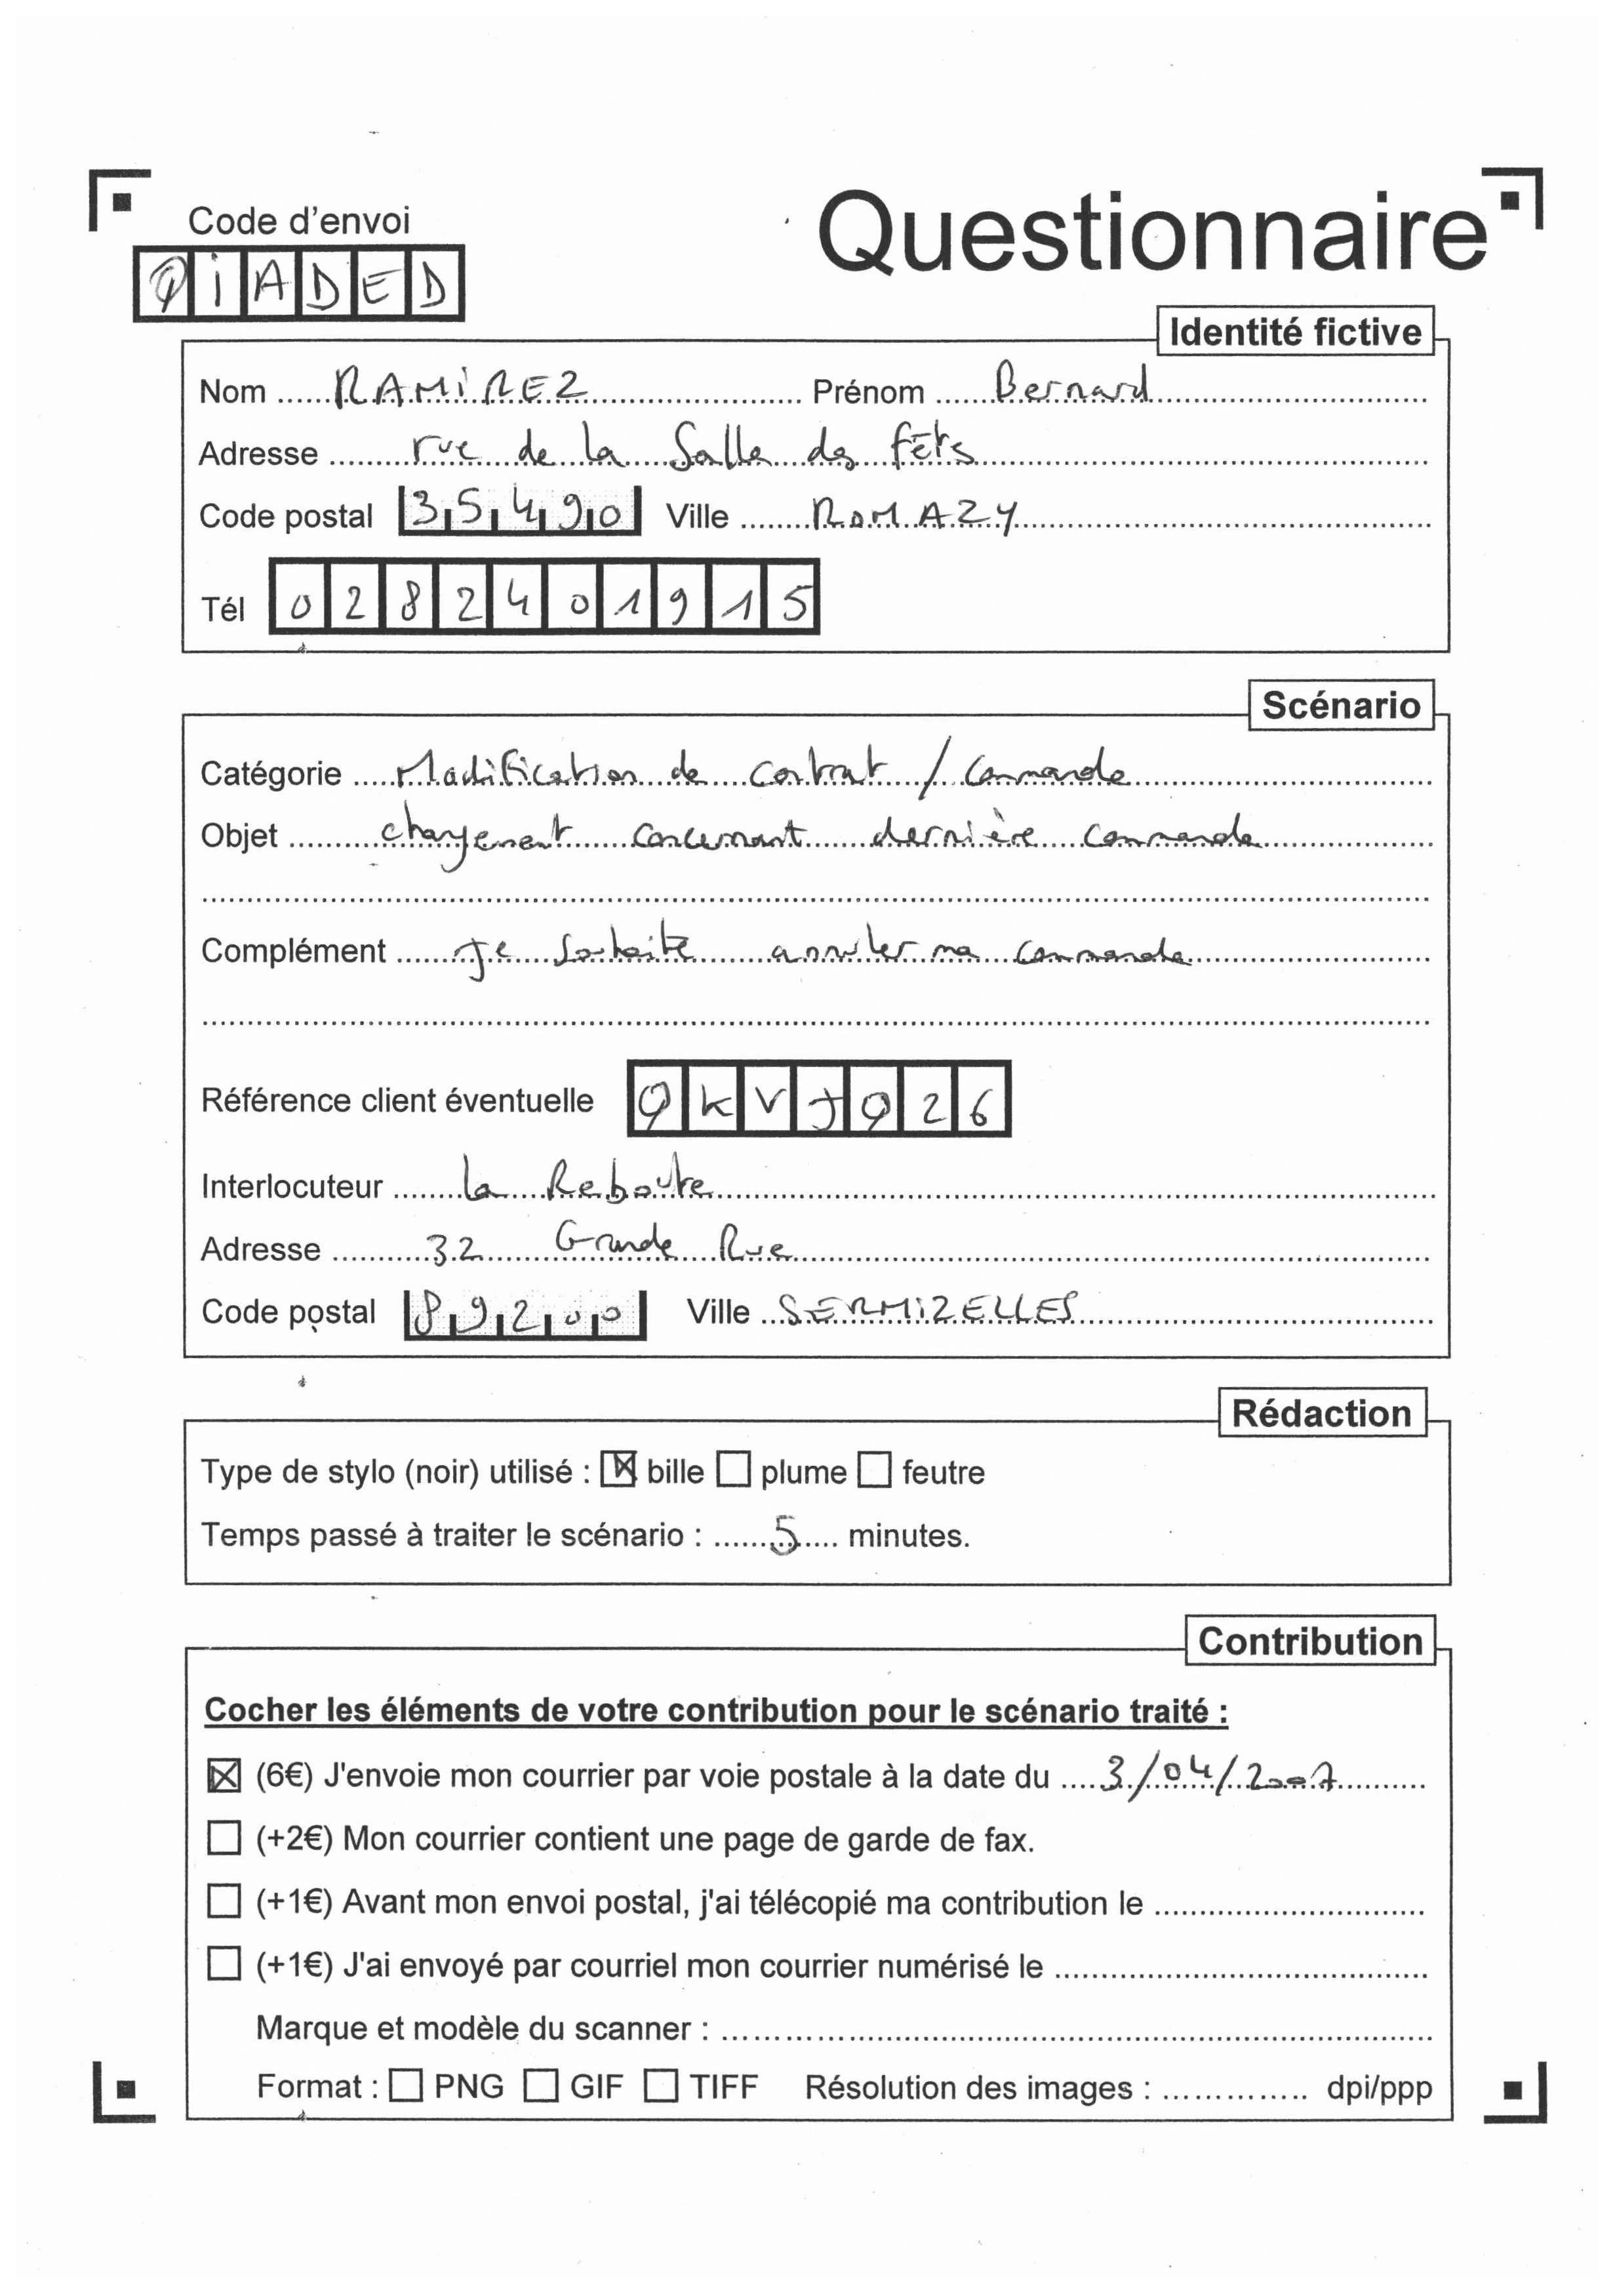 Code d'envoi
Questionnaire
QIADED
Identité fictive
Nom RAMIREZ Prénom Bernard
Adresse rue de la Salle des fêtes
Code postal 35490 Ville ROMAZY
Tél 0282401915
Scénario
Catégorie Modification de contrat / Commande
Objet changement concernant dernière commande
Complément Je souhaite annuler ma commande
Référence client éventuelle QKVJQ26
Interlocuteur la Reboute
Adresse 32 Grande Rue
Code postal 89200 Ville SERMIZELLES
Rédaction
Type de stylo (noir) utilisé : ☒ bille ☐ plume ☐ feutre
Temps passé à traiter le scénario : 5 minutes.
Contribution
Cocher les éléments de votre contribution pour le scénario traité :
☒ (6€) J'envoie mon courrier par voie postale à la date du 3/04/2007
☐ (+2€) Mon courrier contient une page de garde de fax.
☐ (+1€) Avant mon envoi postal, j'ai télécopié ma contribution le
☐ (+1€) J'ai envoyé par courriel mon courrier numérisé le
Marque et modèle du scanner :
Format : ☐ PNG ☐ GIF ☐ TIFF Résolution des images : dpi/ppp